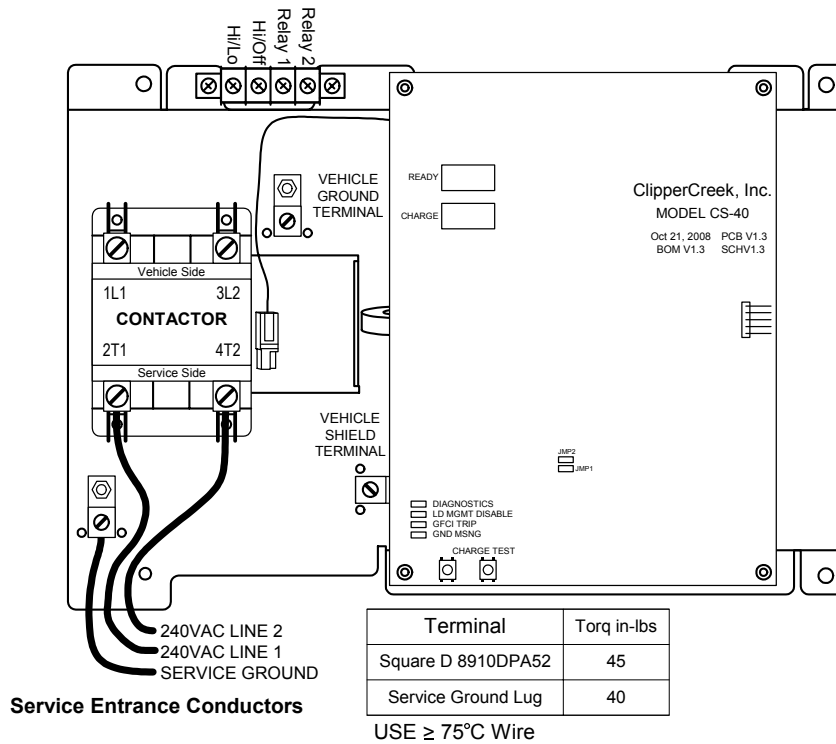 Hi/Lo
Hi/Off
Relay 1
Relay 2
VEHICLE
GROUND
TERMINAL
READY
CHARGE
ClipperCreek, Inc.
MODEL CS-40
Oct 21, 2008 PCB V1.3
BOM V1.3 SCHV1.3
Vehicle Side
1L1 3L2
CONTACTOR
2T1 4T2
Service Side
VEHICLE
SHIELD
TERMINAL
JMP2
JMP1
DIAGNOSTICS
LD MGMT DISABLE
GFCI TRIP
GND MSNG
CHARGE TEST
240VAC LINE 2
240VAC LINE 1
SERVICE GROUND
Service Entrance Conductors
Terminal Torq in-lbs
Square D 8910DPA52 45
Service Ground Lug 40
USE ≥ 75°C Wire